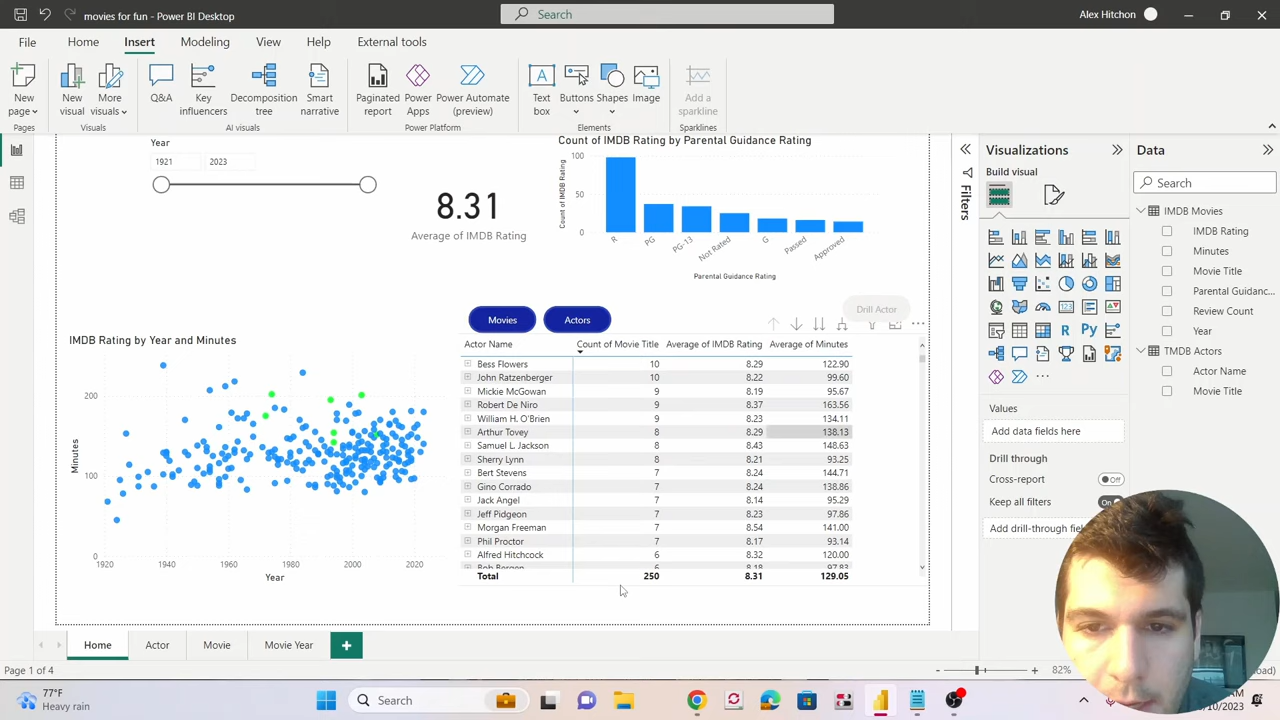 movies for fun - Power BI Desktop
Search
Alex Hitchon
File Home Insert Modeling View Help External tools
New page
New visual
More visuals
Q&A
Key influencers
Decomposition tree
Smart narrative
Paginated report
Power Apps
Power Automate (preview)
Text box
Buttons
Shapes
Image
Add a sparkline
Pages
Visuals
AI visuals
Power Platform
Elements
Sparklines
Year
1921 2023
8.31
Average of IMDB Rating
Count of IMDB Rating by Parental Guidance Rating
Count of IMDB Rating
100
50
0
R PG PG-13 Not Rated G Passed Approved
Parental Guidance Rating
Movies Actors
Drill Actor
IMDB Rating by Year and Minutes
Minutes
200
100
0
1920 1940 1960 1980 2000 2020
Year
Actor Name Count of Movie Title Average of IMDB Rating Average of Minutes
Bess Flowers 10 8.29 122.90
John Ratzenberger 10 8.22 99.60
Mickie McGowan 9 8.19 95.67
Robert De Niro 9 8.37 163.56
William H. O'Brien 9 8.23 134.11
Arthur Tovey 8 8.29 138.13
Samuel L. Jackson 8 8.43 148.63
Sherry Lynn 8 8.21 93.25
Bert Stevens 7 8.24 144.71
Gino Corrado 7 8.24 138.86
Jack Angel 7 8.14 95.29
Jeff Pidgeon 7 8.23 97.86
Morgan Freeman 7 8.54 141.00
Phil Proctor 7 8.17 93.14
Alfred Hitchcock 6 8.32 120.00
Bob Bergen 6 8.18 97.83
Total 250 8.31 129.05
Filters
Visualizations
Build visual
Values
Add data fields here
Drill through
Cross-report
Off
Keep all filters
On
Add drill-through
Data
Search
IMDB Movies
IMDB Rating
Minutes
Movie Title
Parental Guidanc...
Review Count
Year
TMDB Actors
Actor Name
Movie Title
Home Actor Movie Movie Year
Page 1 of 4
82%
77°F
Heavy rain
Search